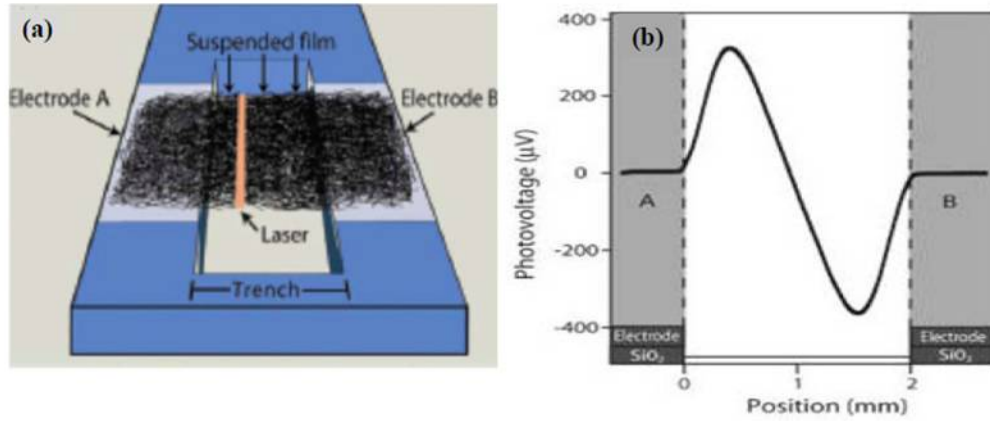 (a)
Suspended film
Electrode A
Electrode B
Laser
Trench
(b)
400
200
0
-200
-400
Photovoltage (µV)
A
B
Electrode
SiO₂
Electrode
SiO₂
0
1
2
Position (mm)